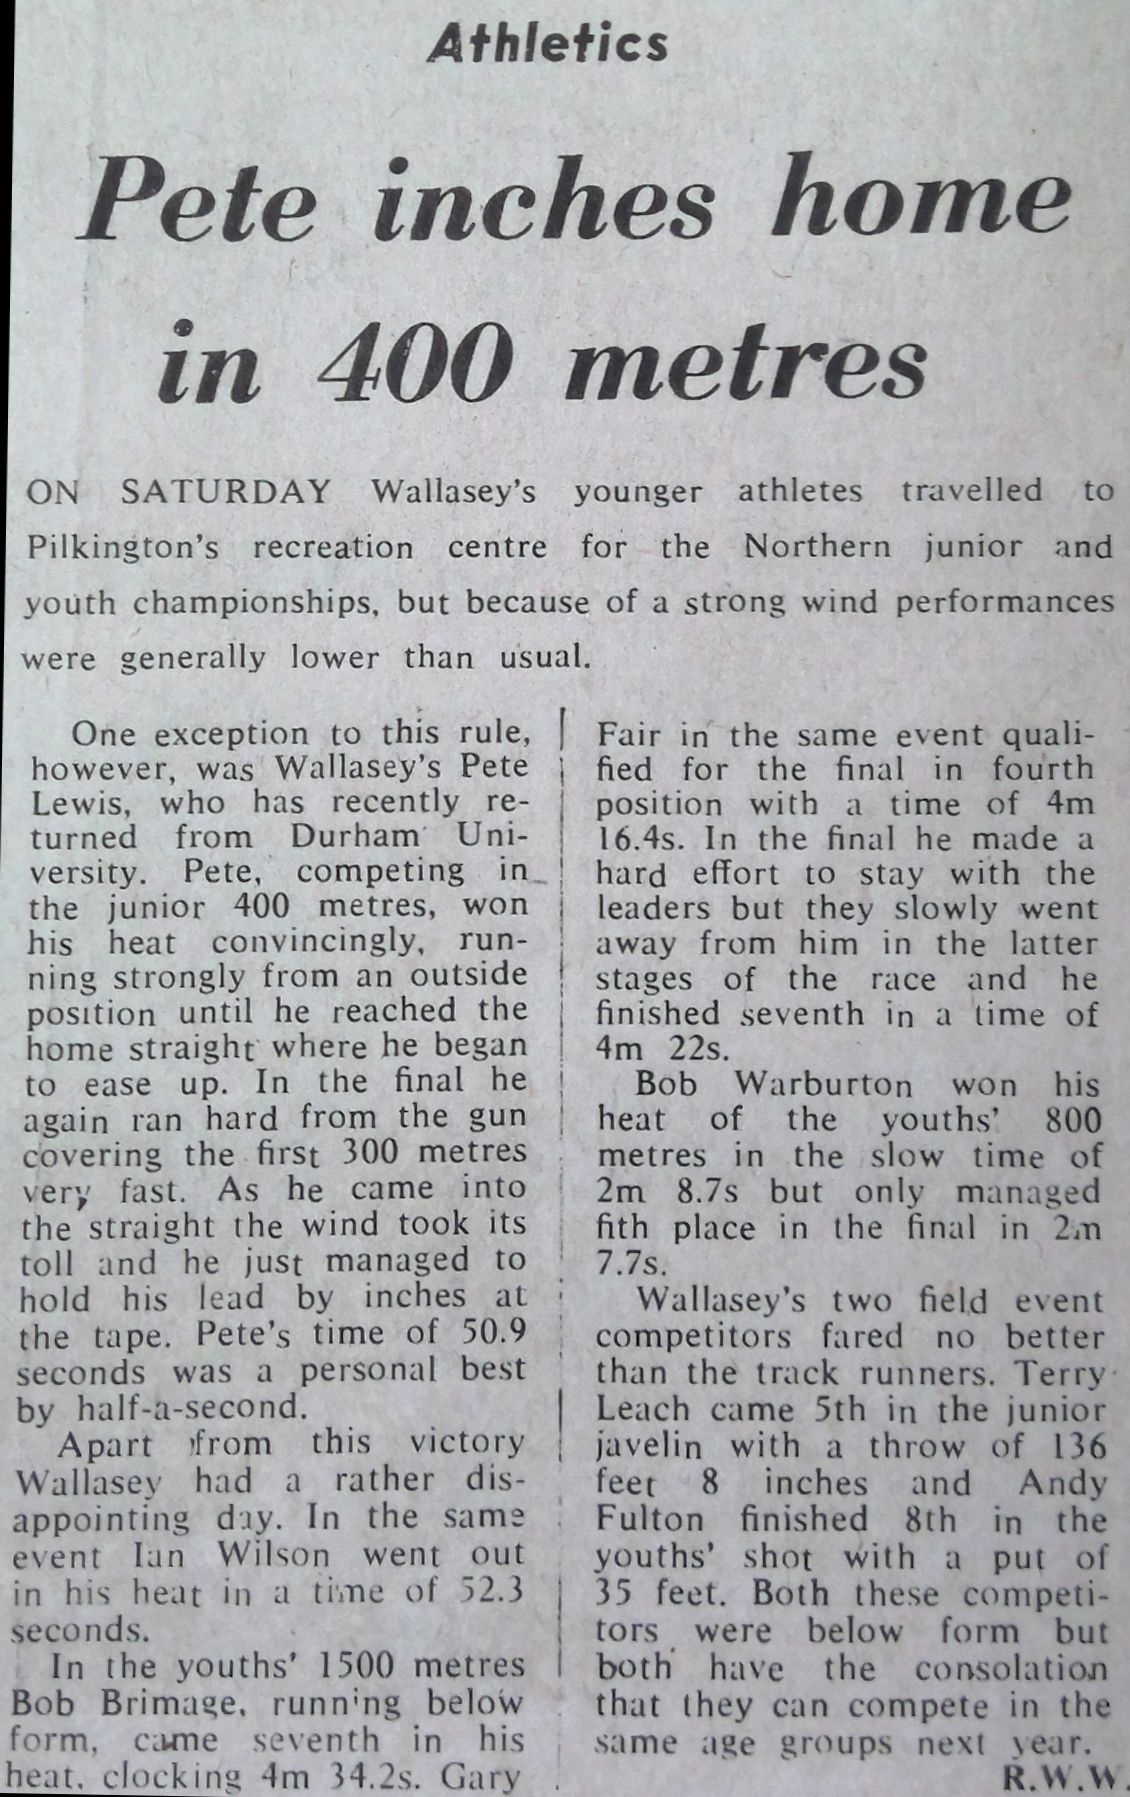 Athletics
Pete inches home
in 400 metres
ON SATURDAY Wallasey's younger athletes travelled to
Pilkington's recreation centre for the Northern junior and
youth championships, but because of a strong wind performances
were generally lower than usual.
One exception to this rule,
however, was Wallasey's Pete
Lewis, who has recently re-
turned from Durham Uni-
versity. Pete, competing in
the junior 400 metres, won
his heat convincingly, run-
ning strongly from an outside
position until he reached the
home straight where he began
to ease up. In the final he
again ran hard from the gun
covering the first 300 metres
very fast. As he came into
the straight the wind took its
toll and he just managed to
hold his lead by inches at
the tape. Pete's time of 50.9
seconds was a personal best
by half-a-second.
Apart from this victory
Wallasey had a rather dis-
appointing day. In the same
event Ian Wilson went out
in his heat in a time of 52.3
seconds.
In the youths' 1500 metres
Bob Brimage, running below
form, came seventh in his
heat, clocking 4m 34.2s. Gary
Fair in the same event quali-
fied for the final in fourth
position with a time of 4m
16.4s. In the final he made a
hard effort to stay with the
leaders but they slowly went
away from him in the latter
stages of the race and he
finished seventh in a time of
4m 22s.
Bob Warburton won his
heat of the youths' 800
metres in the slow time of
2m 8.7s but only managed
fith place in the final in 2m
7.7s.
Wallasey's two field event
competitors fared no better
than the track runners. Terry
Leach came 5th in the junior
javelin with a throw of 136
feet 8 inches and Andy
Fulton finished 8th in the
youths' shot with a put of
35 feet. Both these competi-
tors were below form but
both have the consolation
that they can compete in the
same age groups next year.
R.W.W.